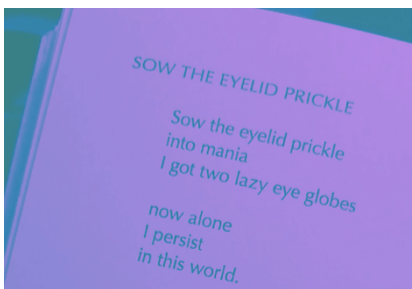 SOW THE EYELID PRICKLE
Sow the eyelid prickle
into mania
I got two lazy eye globes
now alone
I persist
in this world.